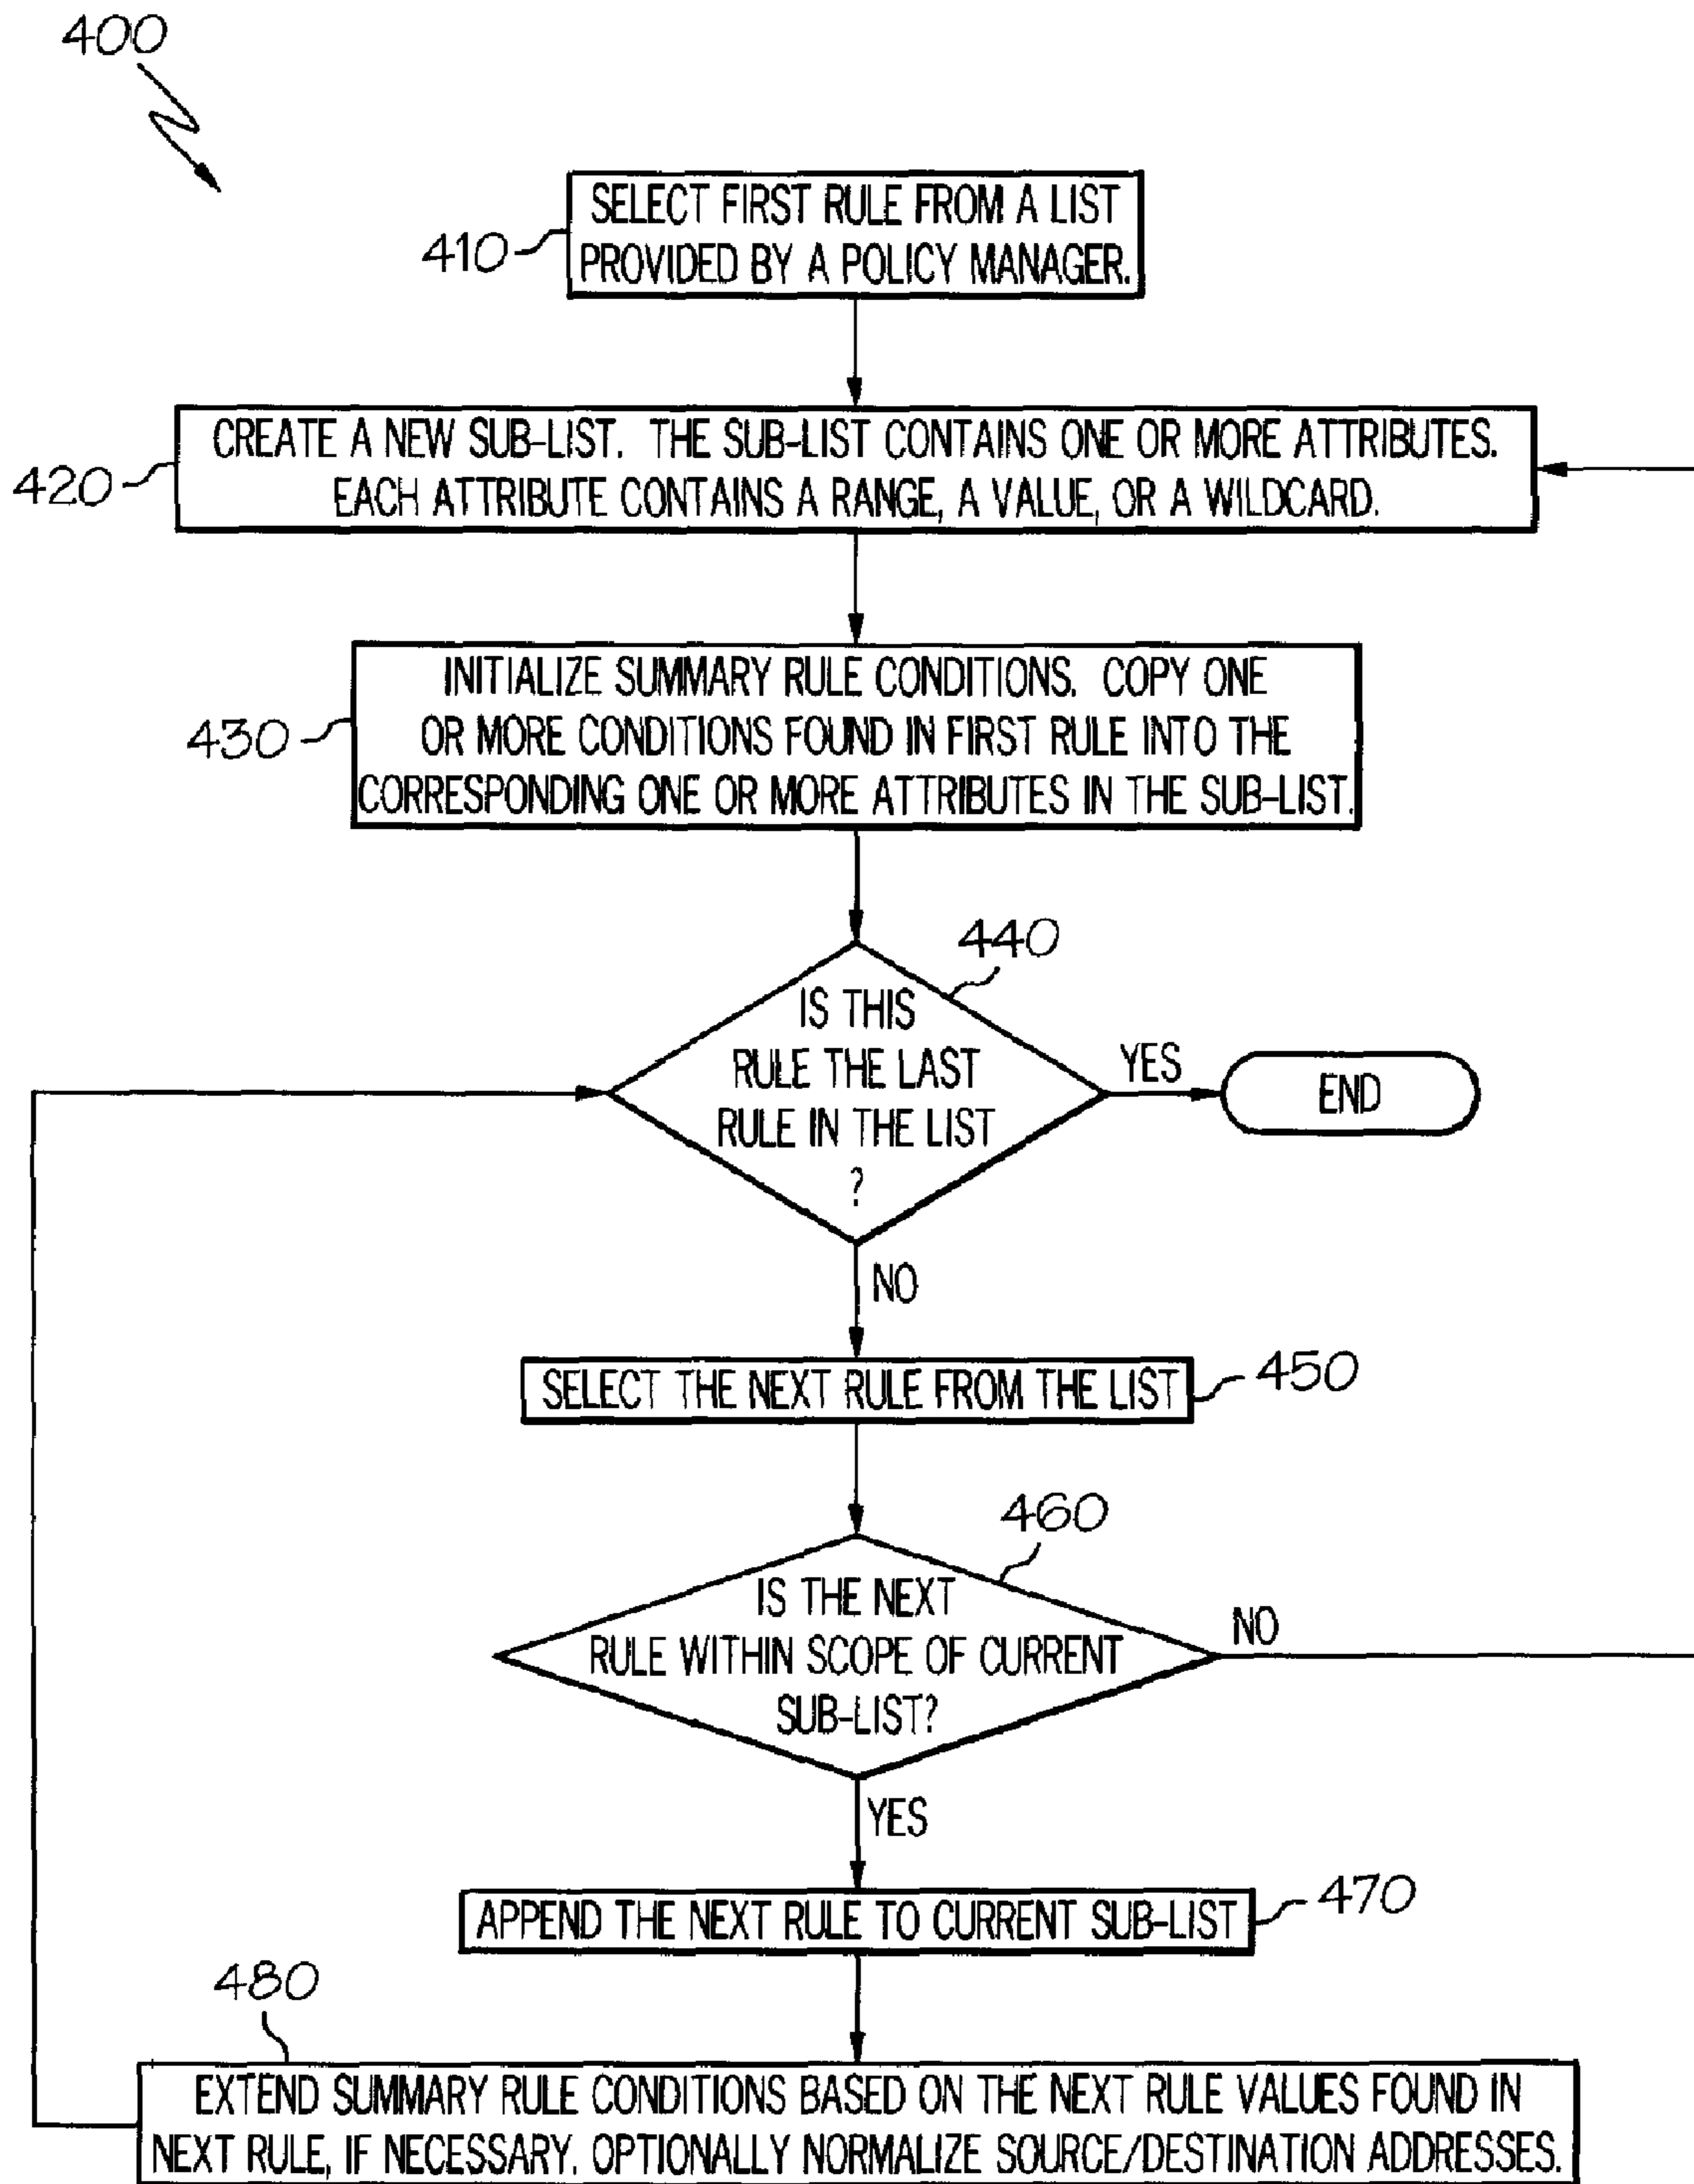 400
SELECT FIRST RULE FROM A LIST
PROVIDED BY A POLICY MANAGER.
410
CREATE A NEW SUB-LIST. THE SUB-LIST CONTAINS ONE OR MORE ATTRIBUTES.
EACH ATTRIBUTE CONTAINS A RANGE, A VALUE, OR A WILDCARD.
420
INITIALIZE SUMMARY RULE CONDITIONS. COPY ONE
OR MORE CONDITIONS FOUND IN FIRST RULE INTO THE
CORRESPONDING ONE OR MORE ATTRIBUTES IN THE SUB-LIST.
430
440
IS THIS
RULE THE LAST
RULE IN THE LIST
?
YES
END
NO
SELECT THE NEXT RULE FROM THE LIST
450
460
IS THE NEXT
RULE WITHIN SCOPE OF CURRENT
SUB-LIST?
NO
YES
APPEND THE NEXT RULE TO CURRENT SUB-LIST
470
480
EXTEND SUMMARY RULE CONDITIONS BASED ON THE NEXT RULE VALUES FOUND IN
NEXT RULE, IF NECESSARY. OPTIONALLY NORMALIZE SOURCE/DESTINATION ADDRESSES.